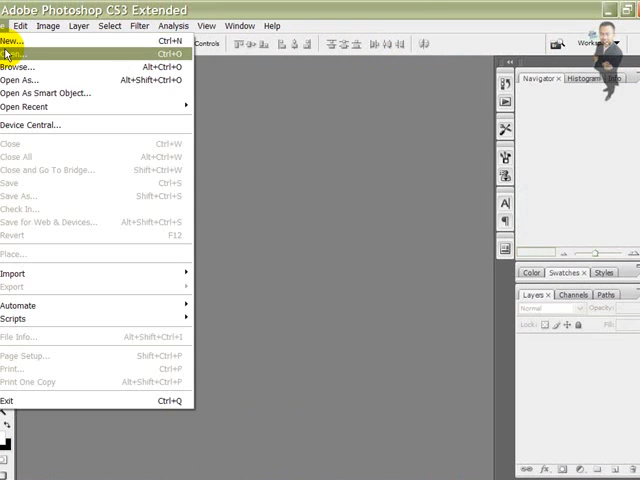 Adobe Photoshop CS3 Extended
e Edit Image Layer Select Filter Analysis View Window Help
New... Ctrl+N
Ctrl+O
Browse... Alt+Ctrl+O
Open As... Alt+Shift+Ctrl+O
Open As Smart Object...
Open Recent
Device Central...
Close Ctrl+W
Close All Alt+Ctrl+W
Close and Go To Bridge... Shift+Ctrl+W
Save Ctrl+S
Save As... Shift+Ctrl+S
Check In...
Save for Web & Devices... Alt+Shift+Ctrl+S
Revert F12
Place...
Import
Export
Automate
Scripts
File Info... Alt+Shift+Ctrl+I
Page Setup... Shift+Ctrl+P
Print... Ctrl+P
Print One Copy Alt+Shift+Ctrl+P
Exit Ctrl+Q
Controls
Works
Navigator × Histogram Info
Color Swatches × Styles
Layers × Channels Paths
Normal Opacity:
Lock: Fill: